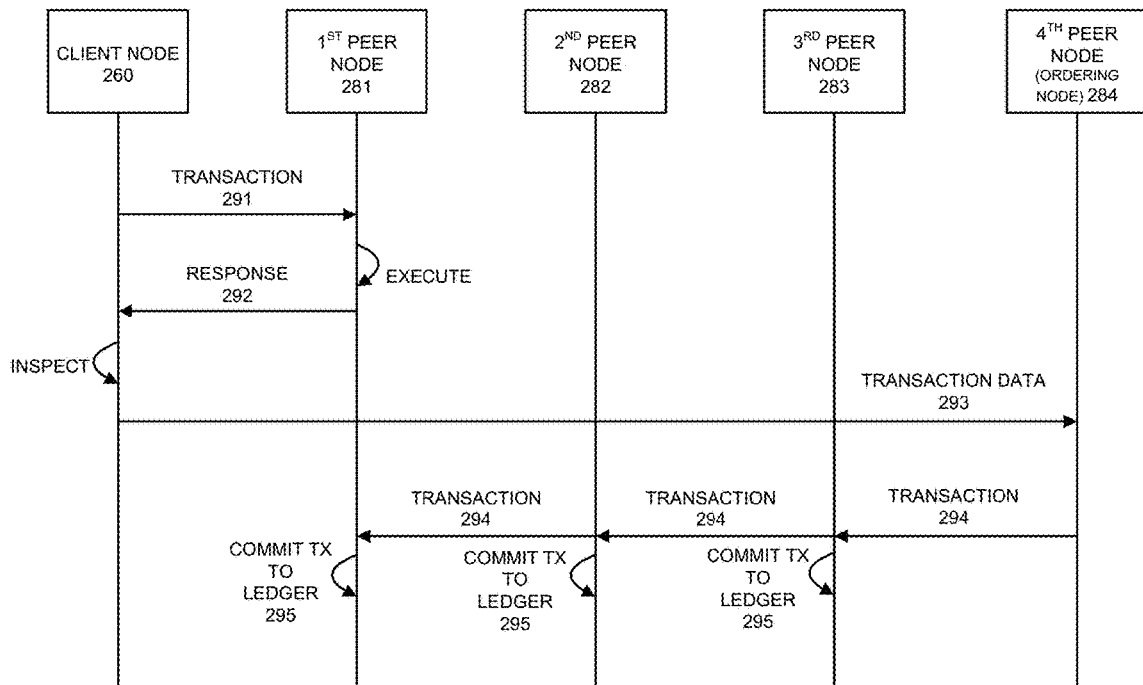 CLIENT NODE
260
1ST PEER
NODE
281
2ND PEER
NODE
282
3RD PEER
NODE
283
4TH PEER
NODE
(ORDERING
NODE) 284
TRANSACTION
291
EXECUTE
RESPONSE
292
INSPECT
TRANSACTION DATA
293
TRANSACTION
294
TRANSACTION
294
TRANSACTION
294
COMMIT TX
TO
LEDGER
295
COMMIT TX
TO
LEDGER
295
COMMIT TX
TO
LEDGER
295